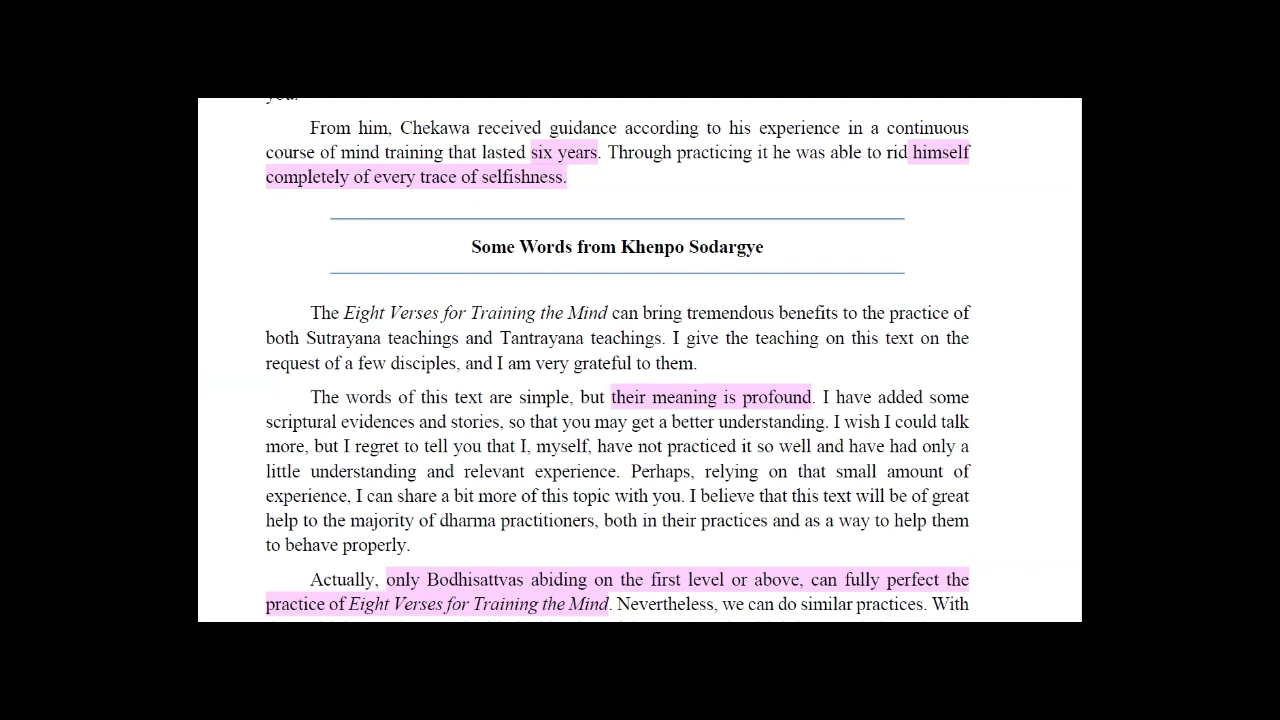 you.
From him, Chekawa received guidance according to his experience in a continuous
course of mind training that lasted six years. Through practicing it he was able to rid himself
completely of every trace of selfishness.
Some Words from Khenpo Sodargye
The Eight Verses for Training the Mind can bring tremendous benefits to the practice of
both Sutrayana teachings and Tantrayana teachings. I give the teaching on this text on the
request of a few disciples, and I am very grateful to them.
The words of this text are simple, but their meaning is profound. I have added some
scriptural evidences and stories, so that you may get a better understanding. I wish I could talk
more, but I regret to tell you that I, myself, have not practiced it so well and have had only a
little understanding and relevant experience. Perhaps, relying on that small amount of
experience, I can share a bit more of this topic with you. I believe that this text will be of great
help to the majority of dharma practitioners, both in their practices and as a way to help them
to behave properly.
Actually, only Bodhisattvas abiding on the first level or above, can fully perfect the
practice of Eight Verses for Training the Mind. Nevertheless, we can do similar practices. With